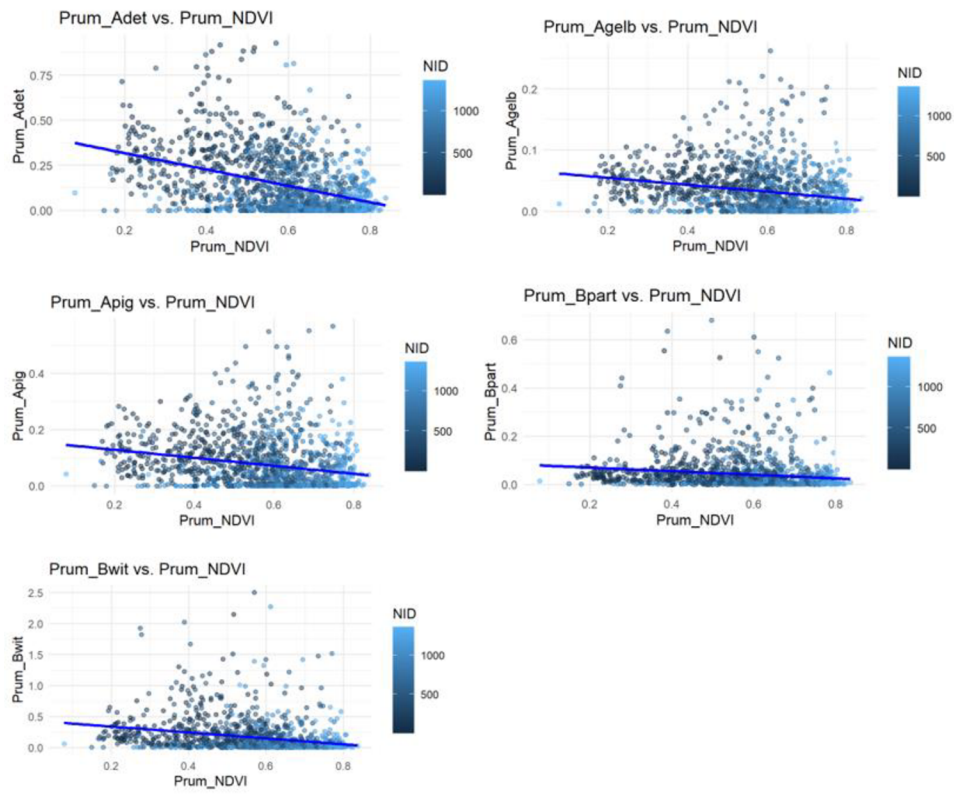 Prum_Adet vs. Prum_NDVI
Prum_Adet
0.75
0.50
0.25
0.00
0.2 0.4 0.6 0.8
Prum_NDVI
NID
1000
500
Prum_Agelb vs. Prum_NDVI
Prum_Agelb
0.2
0.1
0.0
0.2 0.4 0.6 0.8
Prum_NDVI
NID
1000
500
Prum_Apig vs. Prum_NDVI
Prum_Apig
0.4
0.2
0.0
0.2 0.4 0.6 0.8
Prum_NDVI
NID
1000
500
Prum_Bpart vs. Prum_NDVI
Prum_Bpart
0.6
0.4
0.2
0.0
0.2 0.4 0.6 0.8
Prum_NDVI
NID
1000
500
Prum_Bwit vs. Prum_NDVI
Prum_Bwit
2.5
2.0
1.5
1.0
0.5
0.0
0.2 0.4 0.6 0.8
Prum_NDVI
NID
1000
500